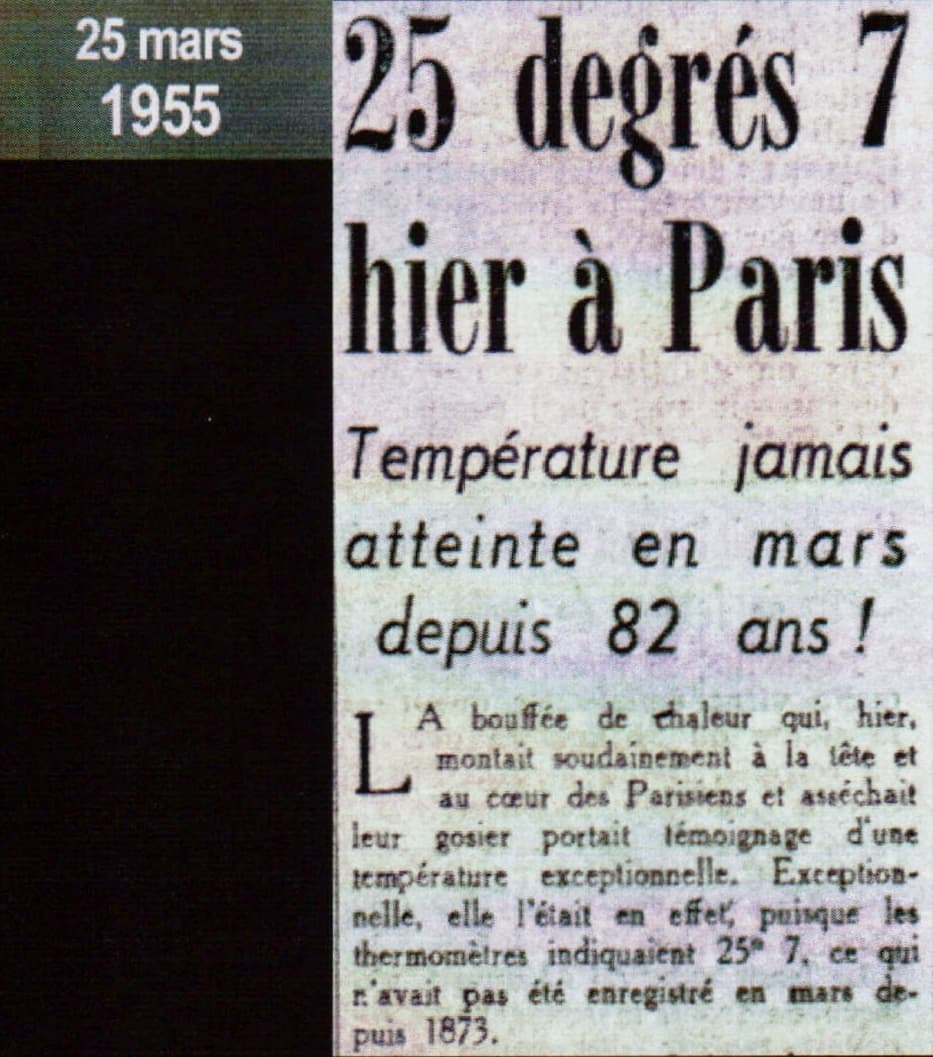 25 mars
1955
25 degrés 7
hier à Paris
Température jamais
atteinte en mars
depuis 82 ans !
LA bouffée de chaleur qui, hier,
montait soudainement à la tête et
au cœur des Parisiens et asséchait
leur gosier portait témoignage d'une
température exceptionnelle. Exception-
nelle, elle l'était en effet, puisque les
thermomètres indiquaient 25° 7, ce qui
n'avait pas été enregistré en mars de-
puis 1873.